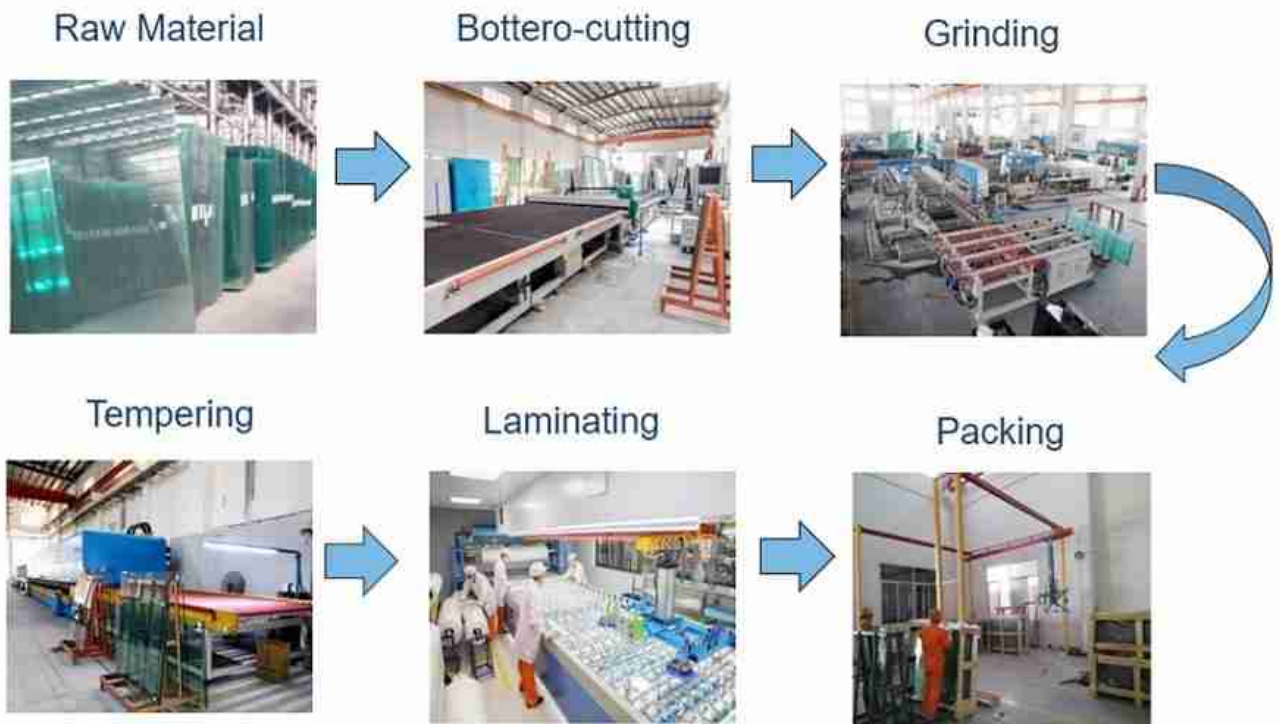 Raw Material
Bottero-cutting
Grinding
Tempering
Laminating
Packing